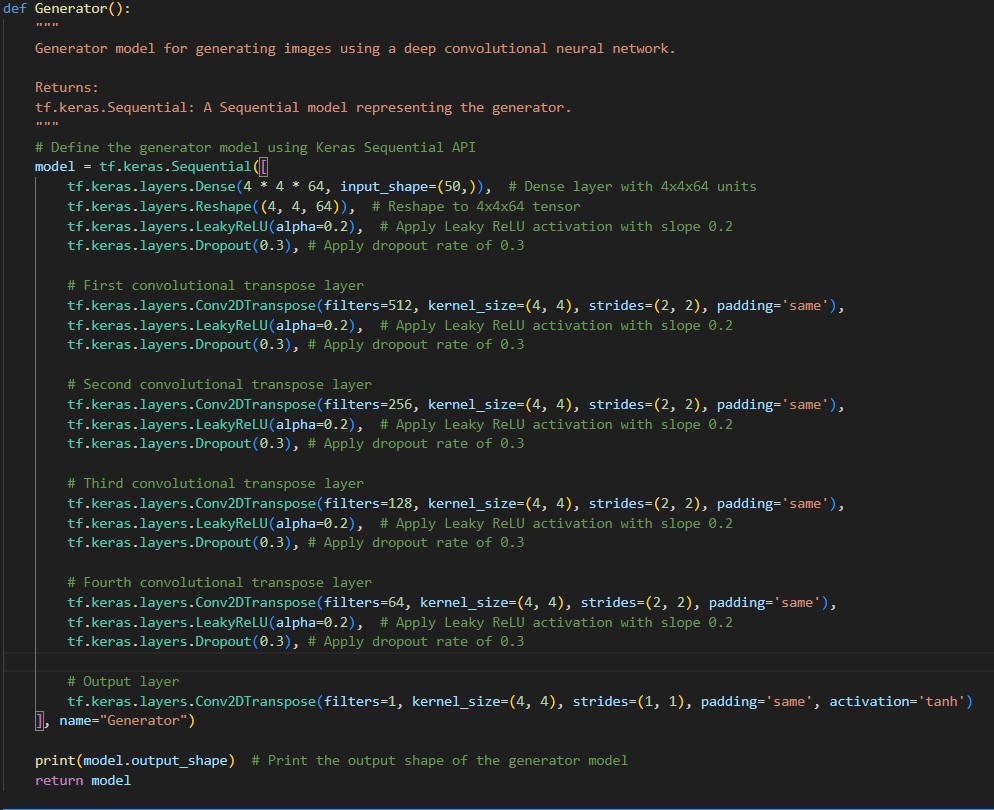 def Generator():
    """
    Generator model for generating images using a deep convolutional neural network.

    Returns:
    tf.keras.Sequential: A Sequential model representing the generator.
    """
    # Define the generator model using Keras Sequential API
    model = tf.keras.Sequential([
        tf.keras.layers.Dense(4 * 4 * 64, input_shape=(50,)),  # Dense layer with 4x4x64 units
        tf.keras.layers.Reshape((4, 4, 64)),  # Reshape to 4x4x64 tensor
        tf.keras.layers.LeakyReLU(alpha=0.2),  # Apply Leaky ReLU activation with slope 0.2
        tf.keras.layers.Dropout(0.3), # Apply dropout rate of 0.3

        # First convolutional transpose layer
        tf.keras.layers.Conv2DTranspose(filters=512, kernel_size=(4, 4), strides=(2, 2), padding='same'),
        tf.keras.layers.LeakyReLU(alpha=0.2),  # Apply Leaky ReLU activation with slope 0.2
        tf.keras.layers.Dropout(0.3), # Apply dropout rate of 0.3

        # Second convolutional transpose layer
        tf.keras.layers.Conv2DTranspose(filters=256, kernel_size=(4, 4), strides=(2, 2), padding='same'),
        tf.keras.layers.LeakyReLU(alpha=0.2),  # Apply Leaky ReLU activation with slope 0.2
        tf.keras.layers.Dropout(0.3), # Apply dropout rate of 0.3

        # Third convolutional transpose layer
        tf.keras.layers.Conv2DTranspose(filters=128, kernel_size=(4, 4), strides=(2, 2), padding='same'),
        tf.keras.layers.LeakyReLU(alpha=0.2),  # Apply Leaky ReLU activation with slope 0.2
        tf.keras.layers.Dropout(0.3), # Apply dropout rate of 0.3

        # Fourth convolutional transpose layer
        tf.keras.layers.Conv2DTranspose(filters=64, kernel_size=(4, 4), strides=(2, 2), padding='same'),
        tf.keras.layers.LeakyReLU(alpha=0.2),  # Apply Leaky ReLU activation with slope 0.2
        tf.keras.layers.Dropout(0.3), # Apply dropout rate of 0.3

        # Output layer
        tf.keras.layers.Conv2DTranspose(filters=1, kernel_size=(4, 4), strides=(1, 1), padding='same', activation='tanh')
    ], name="Generator")

    print(model.output_shape)  # Print the output shape of the generator model
    return model